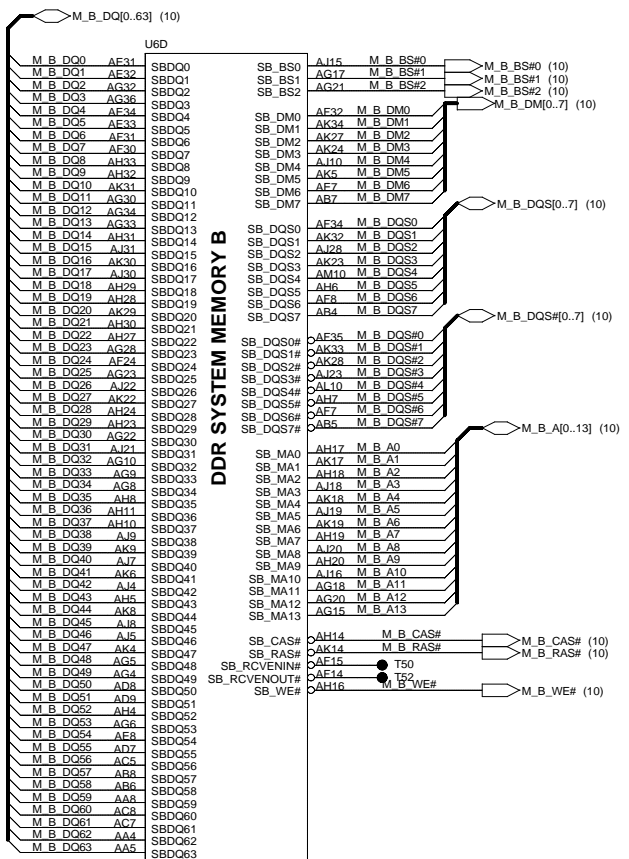 M_B_DQ[0..63] (10)
U6D
DDR SYSTEM MEMORY B
M_B_DQ0 AE31 SBDQ0
M_B_DQ1 AE32 SBDQ1
M_B_DQ2 AG32 SBDQ2
M_B_DQ3 AG36 SBDQ3
M_B_DQ4 AE34 SBDQ4
M_B_DQ5 AE33 SBDQ5
M_B_DQ6 AF31 SBDQ6
M_B_DQ7 AF30 SBDQ7
M_B_DQ8 AH33 SBDQ8
M_B_DQ9 AH32 SBDQ9
M_B_DQ10 AK31 SBDQ10
M_B_DQ11 AG30 SBDQ11
M_B_DQ12 AG34 SBDQ12
M_B_DQ13 AG33 SBDQ13
M_B_DQ14 AH31 SBDQ14
M_B_DQ15 AJ31 SBDQ15
M_B_DQ16 AK30 SBDQ16
M_B_DQ17 AJ30 SBDQ17
M_B_DQ18 AH29 SBDQ18
M_B_DQ19 AH28 SBDQ19
M_B_DQ20 AK29 SBDQ20
M_B_DQ21 AH30 SBDQ21
M_B_DQ22 AH27 SBDQ22
M_B_DQ23 AG28 SBDQ23
M_B_DQ24 AF24 SBDQ24
M_B_DQ25 AG23 SBDQ25
M_B_DQ26 AJ22 SBDQ26
M_B_DQ27 AK22 SBDQ27
M_B_DQ28 AH24 SBDQ28
M_B_DQ29 AH23 SBDQ29
M_B_DQ30 AG22 SBDQ30
M_B_DQ31 AJ21 SBDQ31
M_B_DQ32 AG10 SBDQ32
M_B_DQ33 AG9 SBDQ33
M_B_DQ34 AG8 SBDQ34
M_B_DQ35 AH8 SBDQ35
M_B_DQ36 AH11 SBDQ36
M_B_DQ37 AH10 SBDQ37
M_B_DQ38 AJ9 SBDQ38
M_B_DQ39 AK9 SBDQ39
M_B_DQ40 AJ7 SBDQ40
M_B_DQ41 AK6 SBDQ41
M_B_DQ42 AJ4 SBDQ42
M_B_DQ43 AH5 SBDQ43
M_B_DQ44 AK8 SBDQ44
M_B_DQ45 AJ8 SBDQ45
M_B_DQ46 AJ5 SBDQ46
M_B_DQ47 AK4 SBDQ47
M_B_DQ48 AG5 SBDQ48
M_B_DQ49 AG4 SBDQ49
M_B_DQ50 AD8 SBDQ50
M_B_DQ51 AD9 SBDQ51
M_B_DQ52 AH4 SBDQ52
M_B_DQ53 AG6 SBDQ53
M_B_DQ54 AE8 SBDQ54
M_B_DQ55 AD7 SBDQ55
M_B_DQ56 AC5 SBDQ56
M_B_DQ57 AB8 SBDQ57
M_B_DQ58 AB6 SBDQ58
M_B_DQ59 AA8 SBDQ59
M_B_DQ60 AC8 SBDQ60
M_B_DQ61 AC7 SBDQ61
M_B_DQ62 AA4 SBDQ62
M_B_DQ63 AA5 SBDQ63
SB_BS0 AJ15 M_B_BS#0 M_B_BS#0 (10)
SB_BS1 AG17 M_B_BS#1 M_B_BS#1 (10)
SB_BS2 AG21 M_B_BS#2 M_B_BS#2 (10)
M_B_DM[0..7] (10)
SB_DM0 AF32 M_B_DM0
SB_DM1 AK34 M_B_DM1
SB_DM2 AK27 M_B_DM2
SB_DM3 AK24 M_B_DM3
SB_DM4 AJ10 M_B_DM4
SB_DM5 AK5 M_B_DM5
SB_DM6 AE7 M_B_DM6
SB_DM7 AB7 M_B_DM7
M_B_DQS[0..7] (10)
SB_DQS0 AF34 M_B_DQS0
SB_DQS1 AK32 M_B_DQS1
SB_DQS2 AJ28 M_B_DQS2
SB_DQS3 AK23 M_B_DQS3
SB_DQS4 AM10 M_B_DQS4
SB_DQS5 AH6 M_B_DQS5
SB_DQS6 AF8 M_B_DQS6
SB_DQS7 AB4 M_B_DQS7
M_B_DQS#[0..7] (10)
SB_DQS0# AF35 M_B_DQS#0
SB_DQS1# AK33 M_B_DQS#1
SB_DQS2# AK28 M_B_DQS#2
SB_DQS3# AJ23 M_B_DQS#3
SB_DQS4# AL10 M_B_DQS#4
SB_DQS5# AH7 M_B_DQS#5
SB_DQS6# AF7 M_B_DQS#6
SB_DQS7# AB5 M_B_DQS#7
M_B_A[0..13] (10)
SB_MA0 AH17 M_B_A0
SB_MA1 AK17 M_B_A1
SB_MA2 AH18 M_B_A2
SB_MA3 AJ18 M_B_A3
SB_MA4 AK18 M_B_A4
SB_MA5 AJ19 M_B_A5
SB_MA6 AK19 M_B_A6
SB_MA7 AH19 M_B_A7
SB_MA8 AJ20 M_B_A8
SB_MA9 AH20 M_B_A9
SB_MA10 AJ16 M_B_A10
SB_MA11 AG18 M_B_A11
SB_MA12 AG20 M_B_A12
SB_MA13 AG15 M_B_A13
SB_CAS# AH14 M_B_CAS# M_B_CAS# (10)
SB_RAS# AK14 M_B_RAS# M_B_RAS# (10)
SB_RCVENIN# AF15 T50
SB_RCVENOUT# AF14 T52
SB_WE# AH16 M_B_WE# M_B_WE# (10)